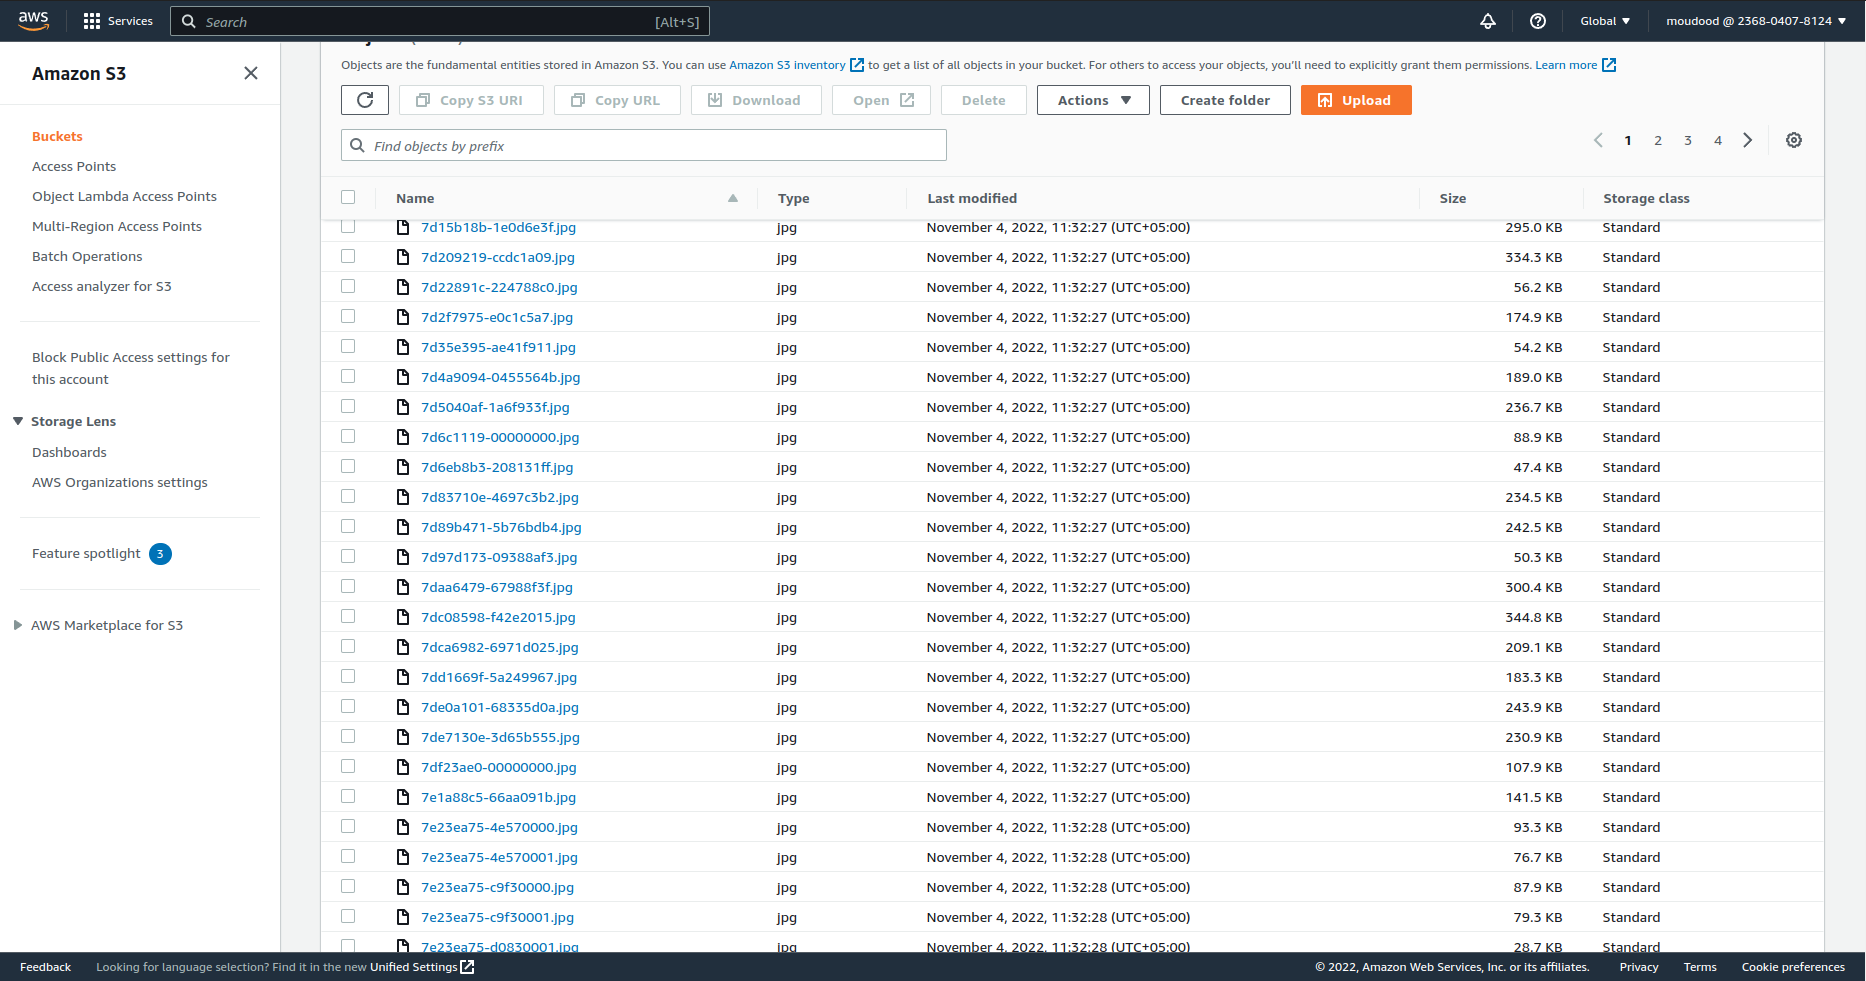 aws Services Search [Alt+S] Global moudood @ 2368-0407-8124
Amazon S3
Buckets
Access Points
Object Lambda Access Points
Multi-Region Access Points
Batch Operations
Access analyzer for S3
Block Public Access settings for
this account
Storage Lens
Dashboards
AWS Organizations settings
Feature spotlight 3
AWS Marketplace for S3
Objects are the fundamental entities stored in Amazon S3. You can use Amazon S3 inventory to get a list of all objects in your bucket. For others to access your objects, you'll need to explicitly grant them permissions. Learn more
Copy S3 URI Copy URL Download Open Delete Actions Create folder Upload
Find objects by prefix 1 2 3 4
Name Type Last modified Size Storage class
7d15b18b-1e0d6e3f.jpg jpg November 4, 2022, 11:32:27 (UTC+05:00) 295.0 KB Standard
7d209219-ccdc1a09.jpg jpg November 4, 2022, 11:32:27 (UTC+05:00) 334.3 KB Standard
7d22891c-224788c0.jpg jpg November 4, 2022, 11:32:27 (UTC+05:00) 56.2 KB Standard
7d2f7975-e0c1c5a7.jpg jpg November 4, 2022, 11:32:27 (UTC+05:00) 174.9 KB Standard
7d35e395-ae41f911.jpg jpg November 4, 2022, 11:32:27 (UTC+05:00) 54.2 KB Standard
7d4a9094-0455564b.jpg jpg November 4, 2022, 11:32:27 (UTC+05:00) 189.0 KB Standard
7d5040af-1a6f933f.jpg jpg November 4, 2022, 11:32:27 (UTC+05:00) 236.7 KB Standard
7d6c1119-00000000.jpg jpg November 4, 2022, 11:32:27 (UTC+05:00) 88.9 KB Standard
7d6eb8b3-208131ff.jpg jpg November 4, 2022, 11:32:27 (UTC+05:00) 47.4 KB Standard
7d83710e-4697c3b2.jpg jpg November 4, 2022, 11:32:27 (UTC+05:00) 234.5 KB Standard
7d89b471-5b76bdb4.jpg jpg November 4, 2022, 11:32:27 (UTC+05:00) 242.5 KB Standard
7d97d173-09388af3.jpg jpg November 4, 2022, 11:32:27 (UTC+05:00) 50.3 KB Standard
7daa6479-67988f3f.jpg jpg November 4, 2022, 11:32:27 (UTC+05:00) 300.4 KB Standard
7dc08598-f42e2015.jpg jpg November 4, 2022, 11:32:27 (UTC+05:00) 344.8 KB Standard
7dca6982-6971d025.jpg jpg November 4, 2022, 11:32:27 (UTC+05:00) 209.1 KB Standard
7dd1669f-5a249967.jpg jpg November 4, 2022, 11:32:27 (UTC+05:00) 183.3 KB Standard
7de0a101-68335d0a.jpg jpg November 4, 2022, 11:32:27 (UTC+05:00) 243.9 KB Standard
7de7130e-3d65b555.jpg jpg November 4, 2022, 11:32:27 (UTC+05:00) 230.9 KB Standard
7df23ae0-00000000.jpg jpg November 4, 2022, 11:32:27 (UTC+05:00) 107.9 KB Standard
7e1a88c5-66aa091b.jpg jpg November 4, 2022, 11:32:27 (UTC+05:00) 141.5 KB Standard
7e23ea75-4e570000.jpg jpg November 4, 2022, 11:32:28 (UTC+05:00) 93.3 KB Standard
7e23ea75-4e570001.jpg jpg November 4, 2022, 11:32:28 (UTC+05:00) 76.7 KB Standard
7e23ea75-c9f30000.jpg jpg November 4, 2022, 11:32:28 (UTC+05:00) 87.9 KB Standard
7e23ea75-c9f30001.jpg jpg November 4, 2022, 11:32:28 (UTC+05:00) 79.3 KB Standard
7e23ea75-d0830001.jpg jpg November 4, 2022, 11:32:28 (UTC+05:00) 28.7 KB Standard
Feedback Looking for language selection? Find it in the new Unified Settings © 2022, Amazon Web Services, Inc. or its affiliates. Privacy Terms Cookie preferences